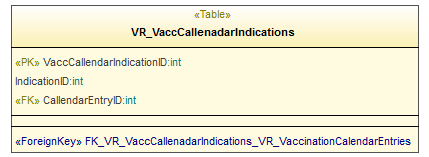 «Table»
VR_VaccCallenadarIndications
«PK» VaccCallendarIndicationID:int
IndicationID:int
«FK» CallendarEntryID:int
«ForeignKey» FK_VR_VaccCallenadarIndications_VR_VaccinationCalendarEntries